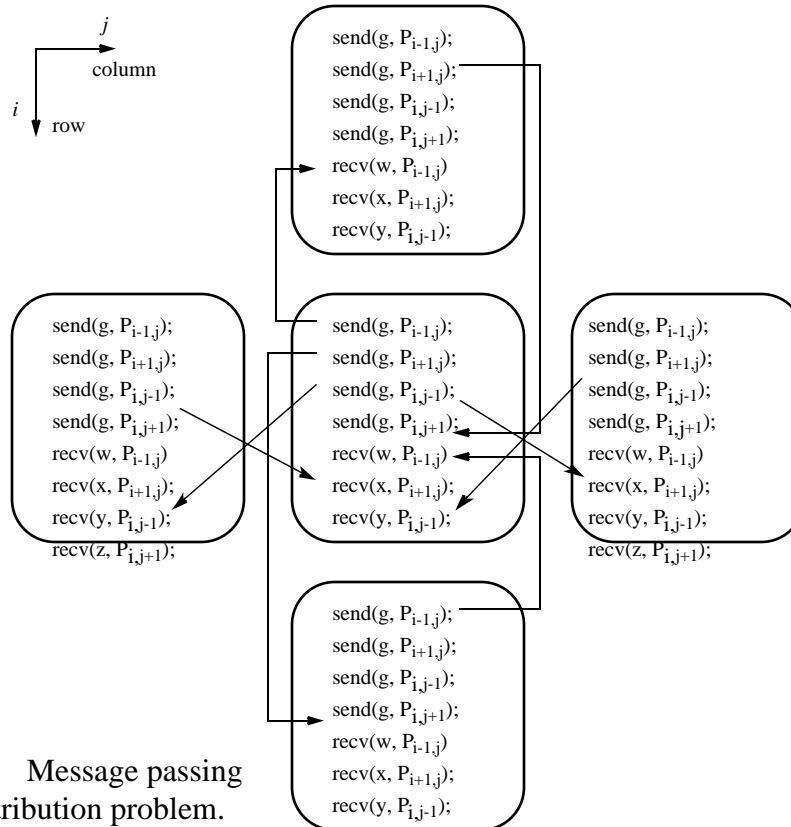 j
column
i
row
send(g, Pi-1,j);
send(g, Pi+1,j);
send(g, Pi,j-1);
send(g, Pi,j+1);
recv(w, Pi-1,j)
recv(x, Pi+1,j);
recv(y, Pi,j-1);
send(g, Pi-1,j);
send(g, Pi+1,j);
send(g, Pi,j-1);
send(g, Pi,j+1);
recv(w, Pi-1,j)
recv(x, Pi+1,j);
recv(y, Pi,j-1);
recv(z, Pi,j+1);
send(g, Pi-1,j);
send(g, Pi+1,j);
send(g, Pi,j-1);
send(g, Pi,j+1);
recv(w, Pi-1,j)
recv(x, Pi+1,j);
recv(y, Pi,j-1);
send(g, Pi-1,j);
send(g, Pi+1,j);
send(g, Pi,j-1);
send(g, Pi,j+1);
recv(w, Pi-1,j)
recv(x, Pi+1,j);
recv(y, Pi,j-1);
recv(z, Pi,j+1);
send(g, Pi-1,j);
send(g, Pi+1,j);
send(g, Pi,j-1);
send(g, Pi,j+1);
recv(w, Pi-1,j)
recv(x, Pi+1,j);
recv(y, Pi,j-1);
Message passing
tribution problem.